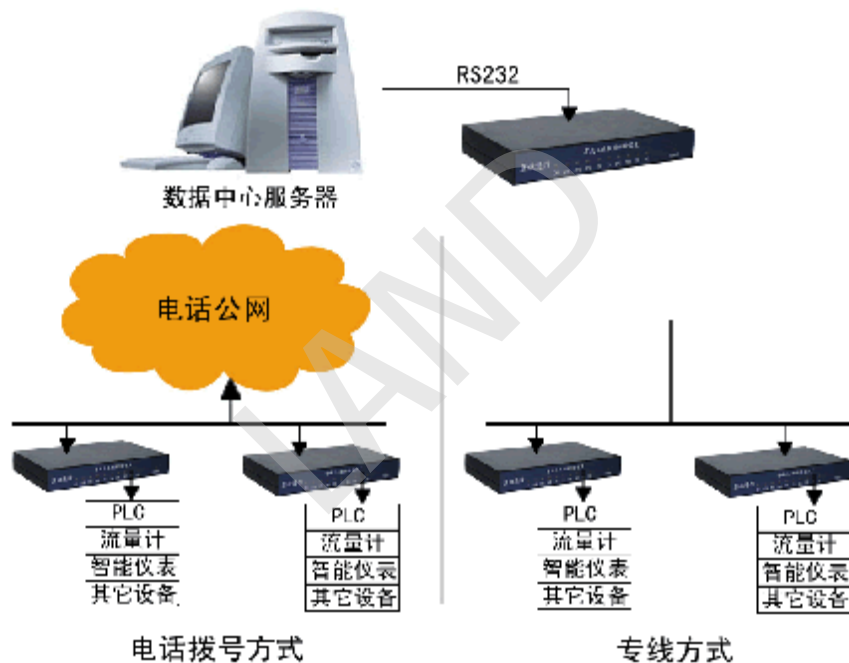 RS232
数据中心服务器
电话公网
LAND
PLC
流量计
智能仪表
其它设备
PLC
流量计
智能仪表
其它设备
PLC
流量计
智能仪表
其它设备
PLC
流量计
智能仪表
其它设备
电话拨号方式
专线方式